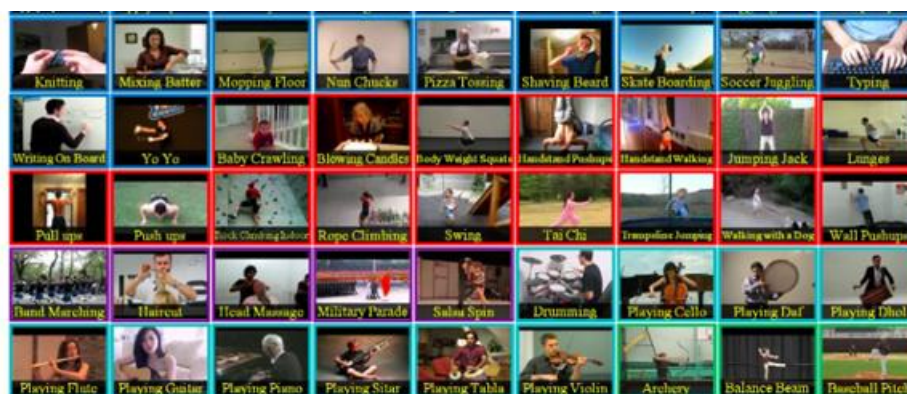 Knitting
Mixing Batter
Mopping Floor
Nun Chucks
Pizza Tossing
Shaving Beard
Skate Boarding
Soccer Juggling
Typing
Writing On Board
Yo Yo
Baby Crawling
Blowing Candles
Body Weight Squats
Handstand Pushups
Handstand Walking
Jumping Jack
Lunges
Pull ups
Push ups
Rock Climbing Indoor
Rope Climbing
Swing
Tai Chi
Trampoline Jumping
Walking with a Dog
Wall Pushups
Band Marching
Haircut
Head Massage
Military Parade
Salsa Spin
Drumming
Playing Cello
Playing Daf
Playing Dhol
Playing Flute
Playing Guitar
Playing Piano
Playing Sitar
Playing Tabla
Playing Violin
Archery
Balance Beam
Baseball Pitch